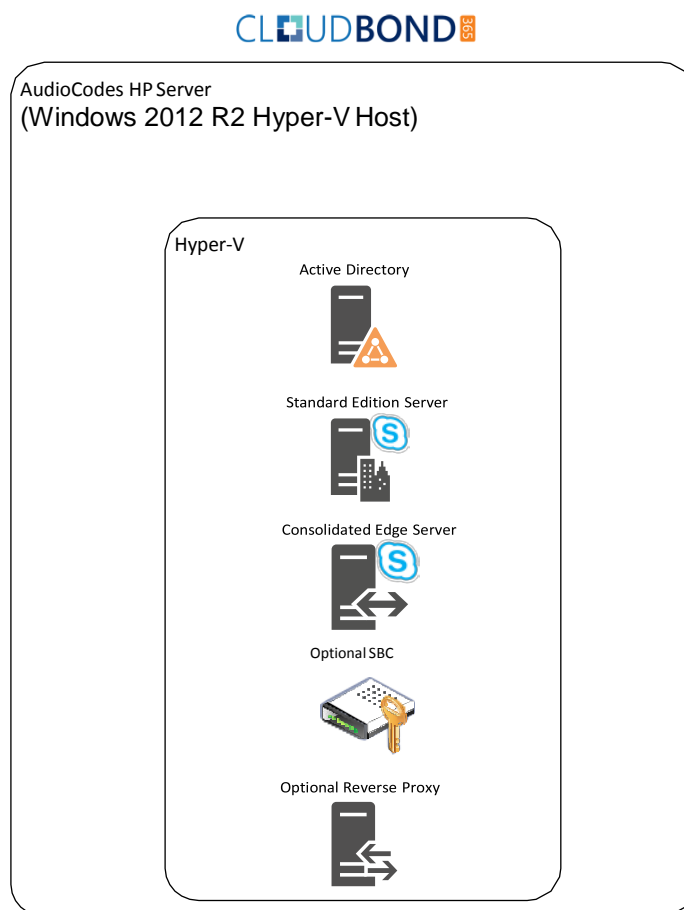 CLOUDBOND 365
AudioCodes HP Server
(Windows 2012 R2 Hyper-V Host)
Hyper-V
Active Directory
Standard Edition Server
S
Consolidated Edge Server
S
Optional SBC
Optional Reverse Proxy